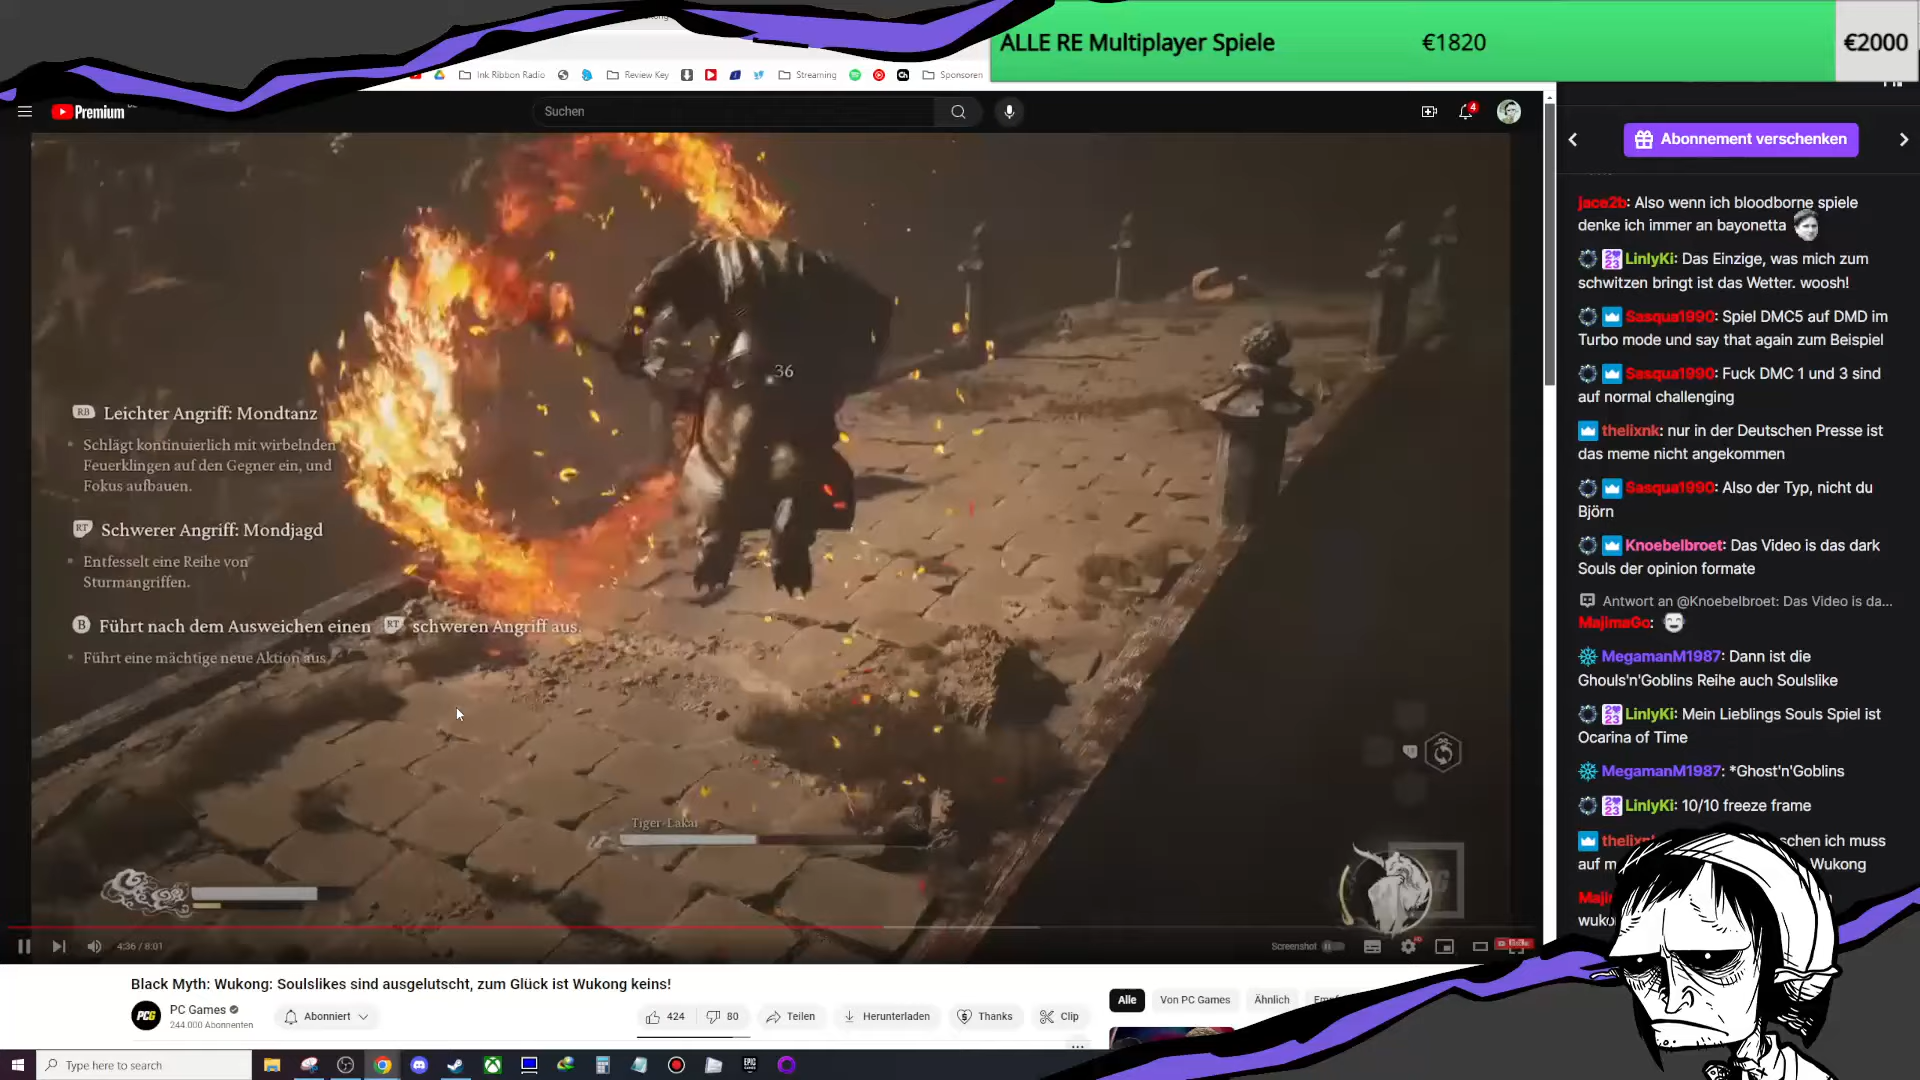 ALLE RE Multiplayer Spiele €1820 €2000
Ink Ribbon Radio Review Key Streaming Sponsoren
Premium Suchen 4
Abonnement verschenken
jace2b: Also wenn ich bloodborne spiele
denke ich immer an bayonetta
LinlyKi: Das Einzige, was mich zum
schwitzen bringt ist das Wetter. woosh!
Sasqua1990: Spiel DMC5 auf DMD im
Turbo mode und say that again zum Beispiel
Sasqua1990: Fuck DMC 1 und 3 sind
auf normal challenging
thelixnk: nur in der Deutschen Presse ist
das meme nicht angekommen
Sasqua1990: Also der Typ, nicht du
Björn
Knoebelbroet: Das Video is das dark
Souls der opinion formate
Antwort an @Knoebelbroet: Das Video is da...
MajimaGo:
MegamanM1987: Dann ist die
Ghouls'n'Goblins Reihe auch Soulslike
LinlyKi: Mein Lieblings Souls Spiel ist
Ocarina of Time
MegamanM1987: *Ghost'n'Goblins
LinlyKi: 10/10 freeze frame
schen ich muss
auf m Wukong
36
RB Leichter Angriff: Mondtanz
Schlägt kontinuierlich mit wirbelnden
Feuerklingen auf den Gegner ein, und
Fokus aufbauen.
RT Schwerer Angriff: Mondjagd
Entfesselt eine Reihe von
Sturmangriffen.
B Führt nach dem Ausweichen einen RT schweren Angriff aus.
Führt eine mächtige neue Aktion aus.
Tiger-Lakai
4:36 / 8:01 Screenshot
Black Myth: Wukong: Soulslikes sind ausgelutscht, zum Glück ist Wukong keins!
PCG PC Games
244.000 Abonnenten
Abonniert 424 80 Teilen Herunterladen Thanks Clip
Alle Von PC Games Ähnlich
Type here to search